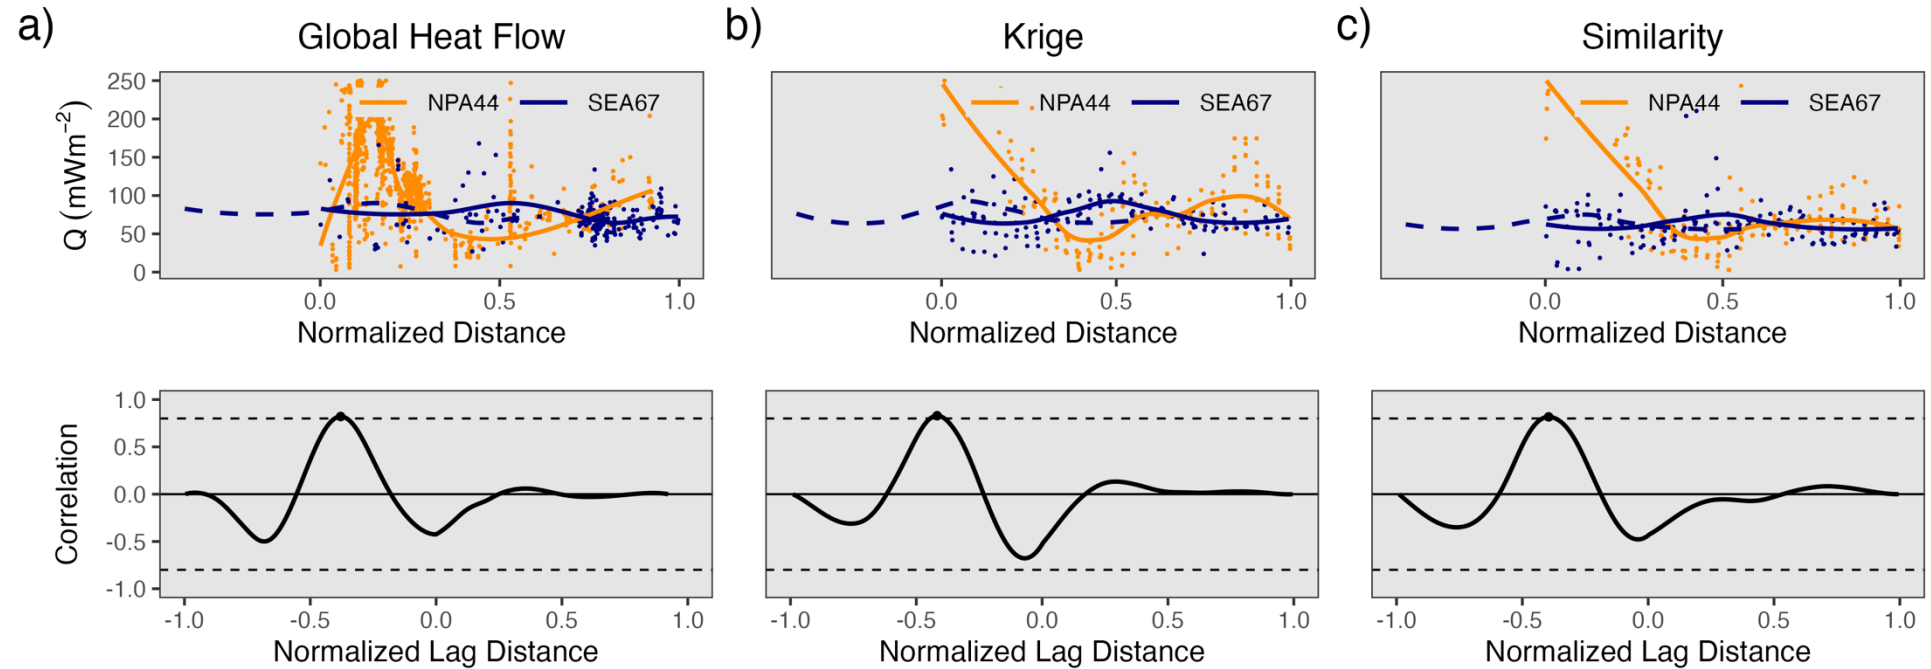 a) Global Heat Flow
b) Krige
c) Similarity
Q (mWm⁻²)
250
200
150
100
50
0
NPA44 SEA67
NPA44 SEA67
NPA44 SEA67
0.0 0.5 1.0
0.0 0.5 1.0
0.0 0.5 1.0
Normalized Distance
Normalized Distance
Normalized Distance
Correlation
1.0
0.5
0.0
-0.5
-1.0
-1.0 -0.5 0.0 0.5 1.0
-1.0 -0.5 0.0 0.5 1.0
-1.0 -0.5 0.0 0.5 1.0
Normalized Lag Distance
Normalized Lag Distance
Normalized Lag Distance